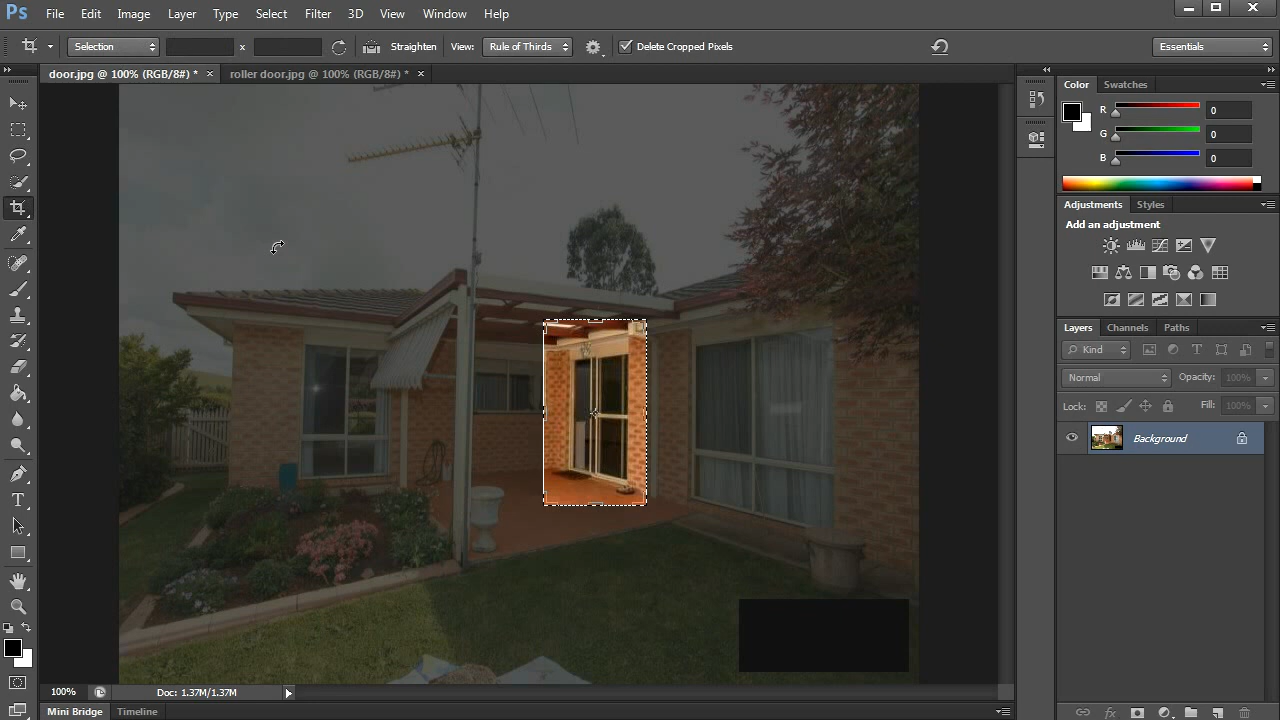 Ps File Edit Image Layer Type Select Filter 3D View Window Help
Selection x Straighten View: Rule of Thirds Delete Cropped Pixels Essentials
door.jpg @ 100% (RGB/8#) * × roller door.jpg @ 100% (RGB/8#) * ×
Color Swatches
R 0
G 0
B 0
Adjustments Styles
Add an adjustment
Layers Channels Paths
Kind
Normal Opacity: 100%
Lock: Fill: 100%
Background
100% Doc: 1.37M/1.37M
Mini Bridge Timeline